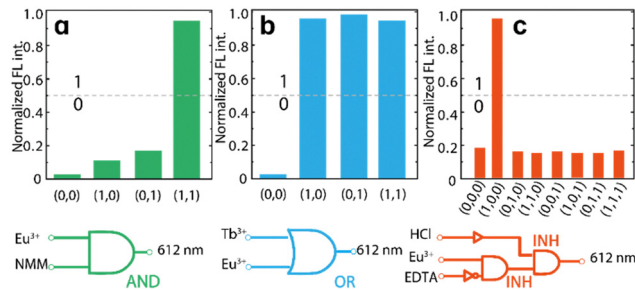 a
Normalized FL int.
1.0
0.8
0.6
0.4
0.2
0
1
0
(0,0) (1,0) (0,1) (1,1)
b
Normalized FL int.
1.0
0.8
0.6
0.4
0.2
0
1
0
(0,0) (1,0) (0,1) (1,1)
c
Normalized FL int.
1.0
0.8
0.6
0.4
0.2
0
1
0
(0,0,0) (1,0,0) (0,1,0) (1,1,0) (0,0,1) (1,0,1) (0,1,1) (1,1,1)
Eu³⁺
NMM
612 nm
AND
Tb³⁺
Eu³⁺
612 nm
OR
HCl
Eu³⁺
EDTA
INH
INH
612 nm